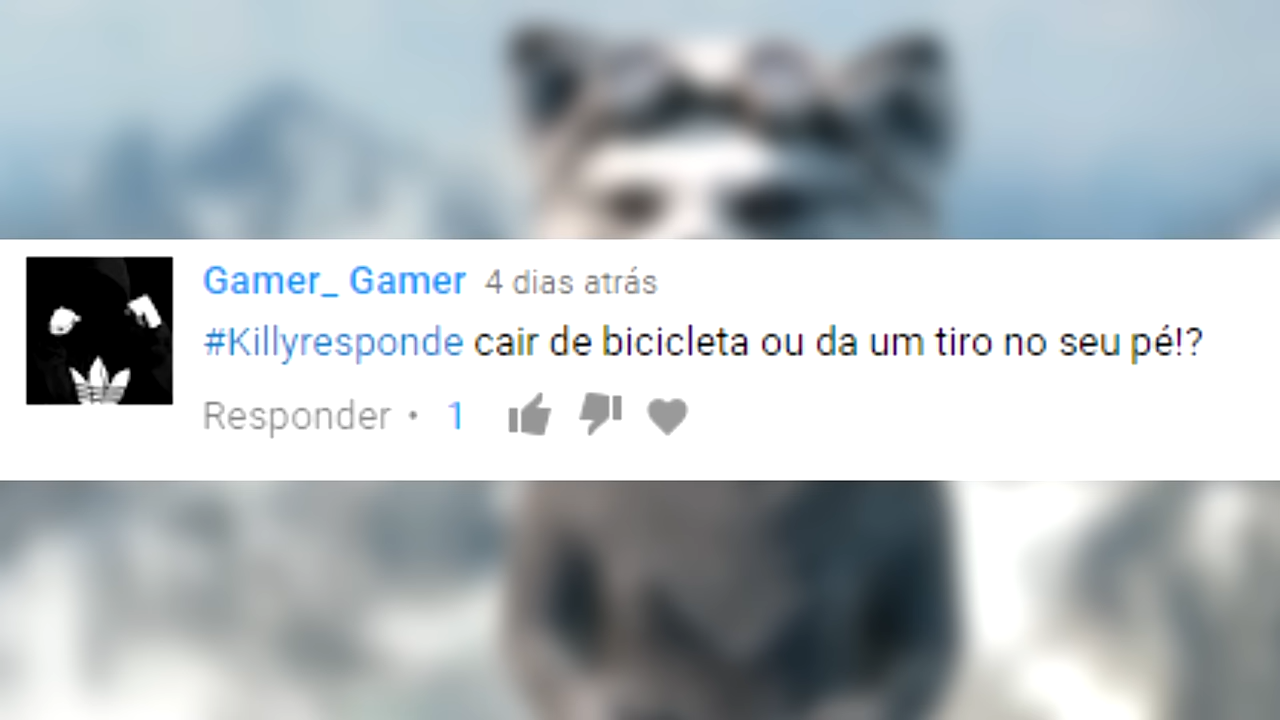 Gamer_ Gamer 4 dias atrás
#Killyresponde cair de bicicleta ou da um tiro no seu pé!?
Responder • 1